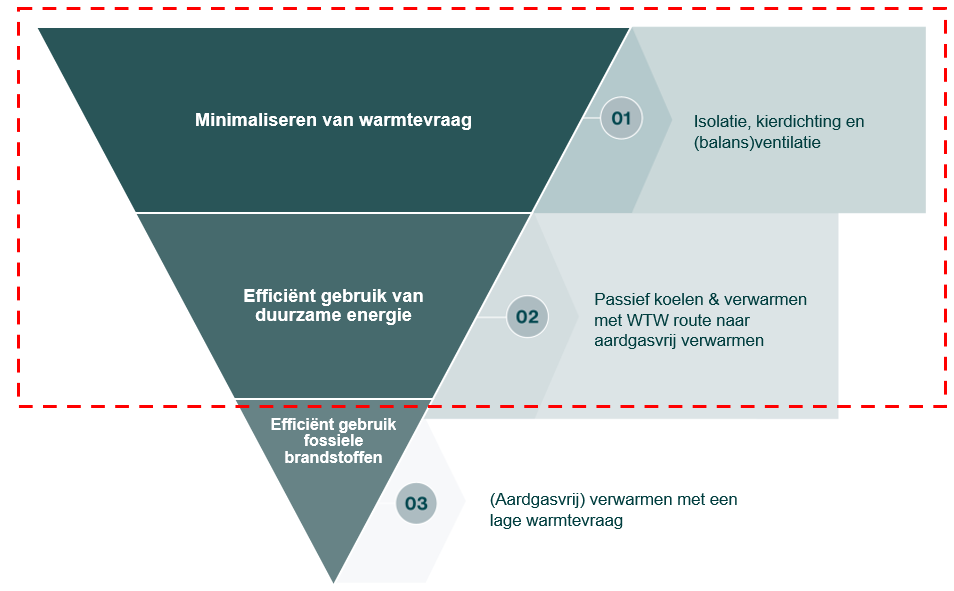 Minimaliseren van warmtevraag
01
Isolatie, kierdichting en
(balans)ventilatie
Efficiënt gebruik van
duurzame energie
02
Passief koelen & verwarmen
met WTW route naar
aardgasvrij verwarmen
Efficiënt gebruik
fossiele
brandstoffen
03
(Aardgasvrij) verwarmen met een
lage warmtevraag